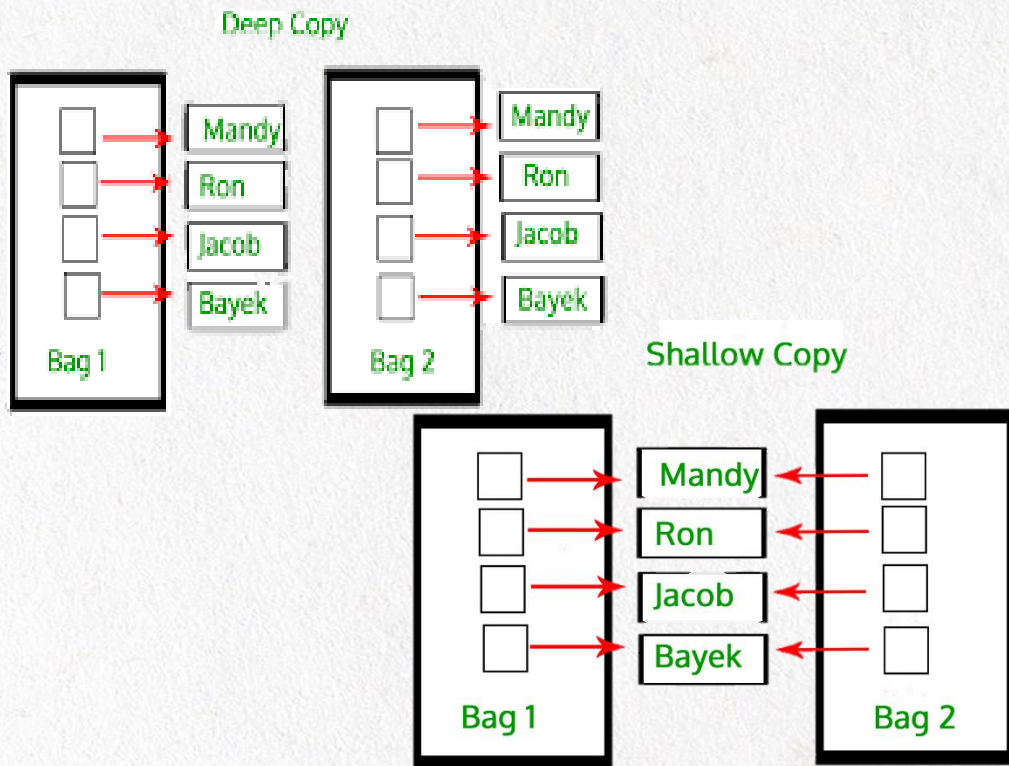 Deep Copy
Mandy
Ron
Jacob
Bayek
Bag 1
Mandy
Ron
Jacob
Bayek
Bag 2
Shallow Copy
Mandy
Ron
Jacob
Bayek
Bag 1
Bag 2